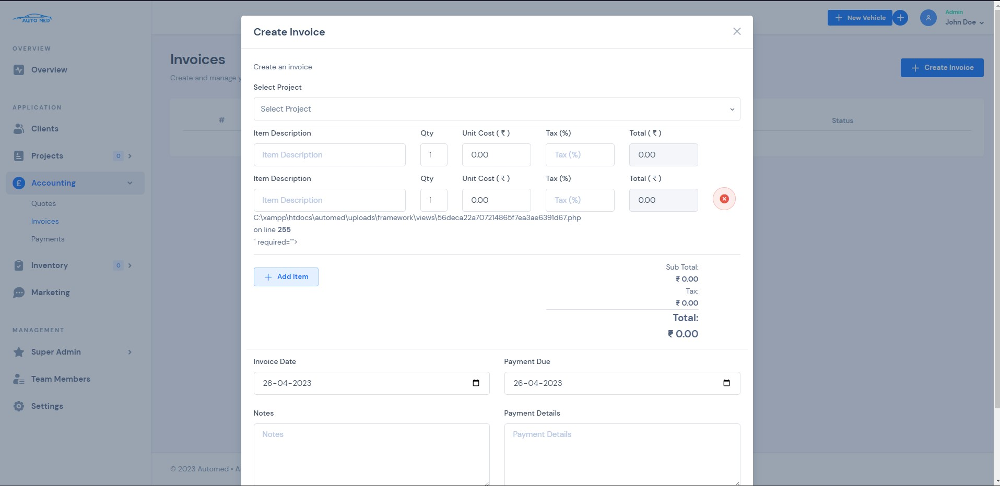 AUTO MED
OVERVIEW
Overview
APPLICATION
Clients
Projects 0
Accounting
Quotes
Invoices
Payments
Inventory 0
Marketing
MANAGEMENT
Super Admin
Team Members
Settings
New Vehicle
Admin
John Doe
Invoices
Create and manage y
Create Invoice
#
Status
© 2023 Automed •
Create Invoice
Create an invoice
Select Project
Select Project
Item Description Qty Unit Cost ( ₹ ) Tax (%) Total ( ₹ )
Item Description 1 0.00 Tax (%) 0.00
Item Description Qty Unit Cost ( ₹ ) Tax (%) Total ( ₹ )
Item Description 1 0.00 Tax (%) 0.00
C:\xampp\htdocs\automed\uploads\framework\views\56deca22a707214865f7ea3ae6391d67.php
on line 255
" required="">
Add Item
Sub Total:
₹ 0.00
Tax:
₹ 0.00
Total:
₹ 0.00
Invoice Date Payment Due
26-04-2023 26-04-2023
Notes Payment Details
Notes Payment Details